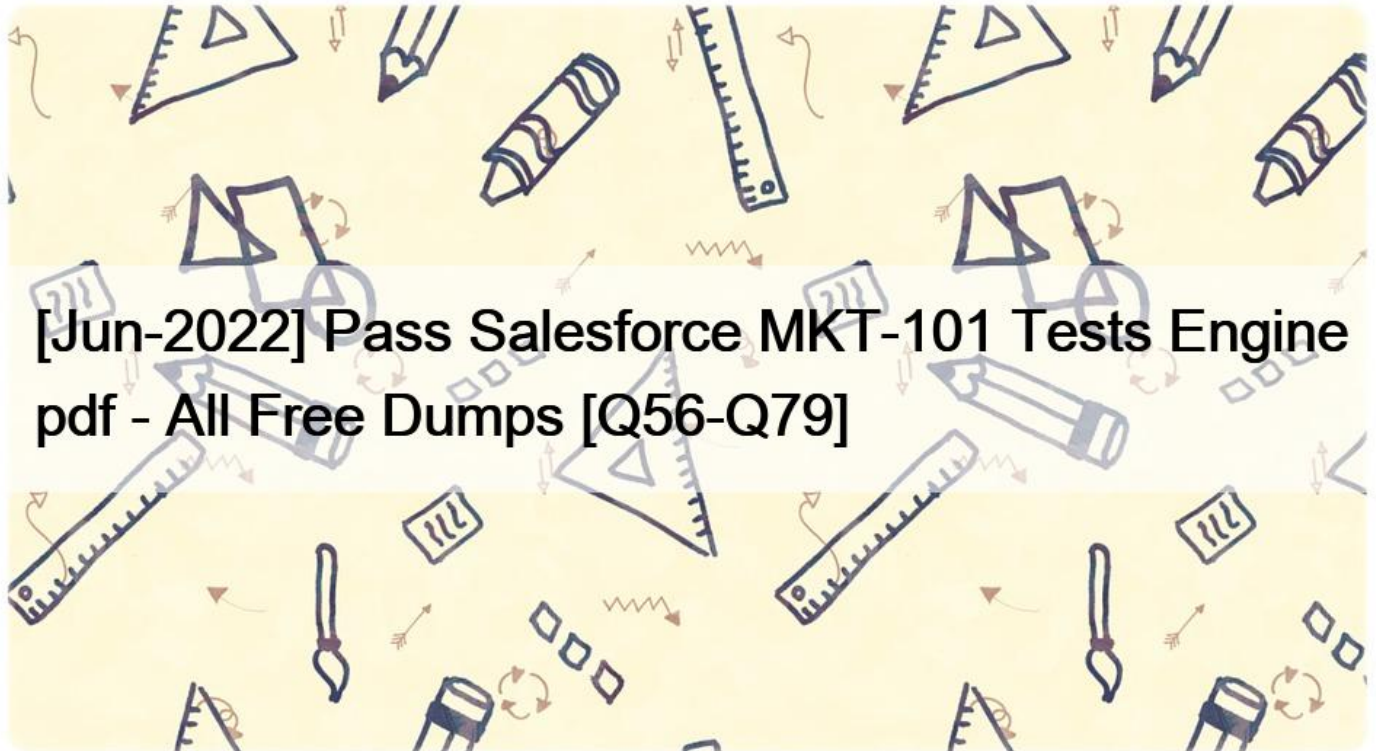 [Jun-2022] Pass Salesforce MKT-101 Tests Engine
pdf - All Free Dumps [Q56-Q79]